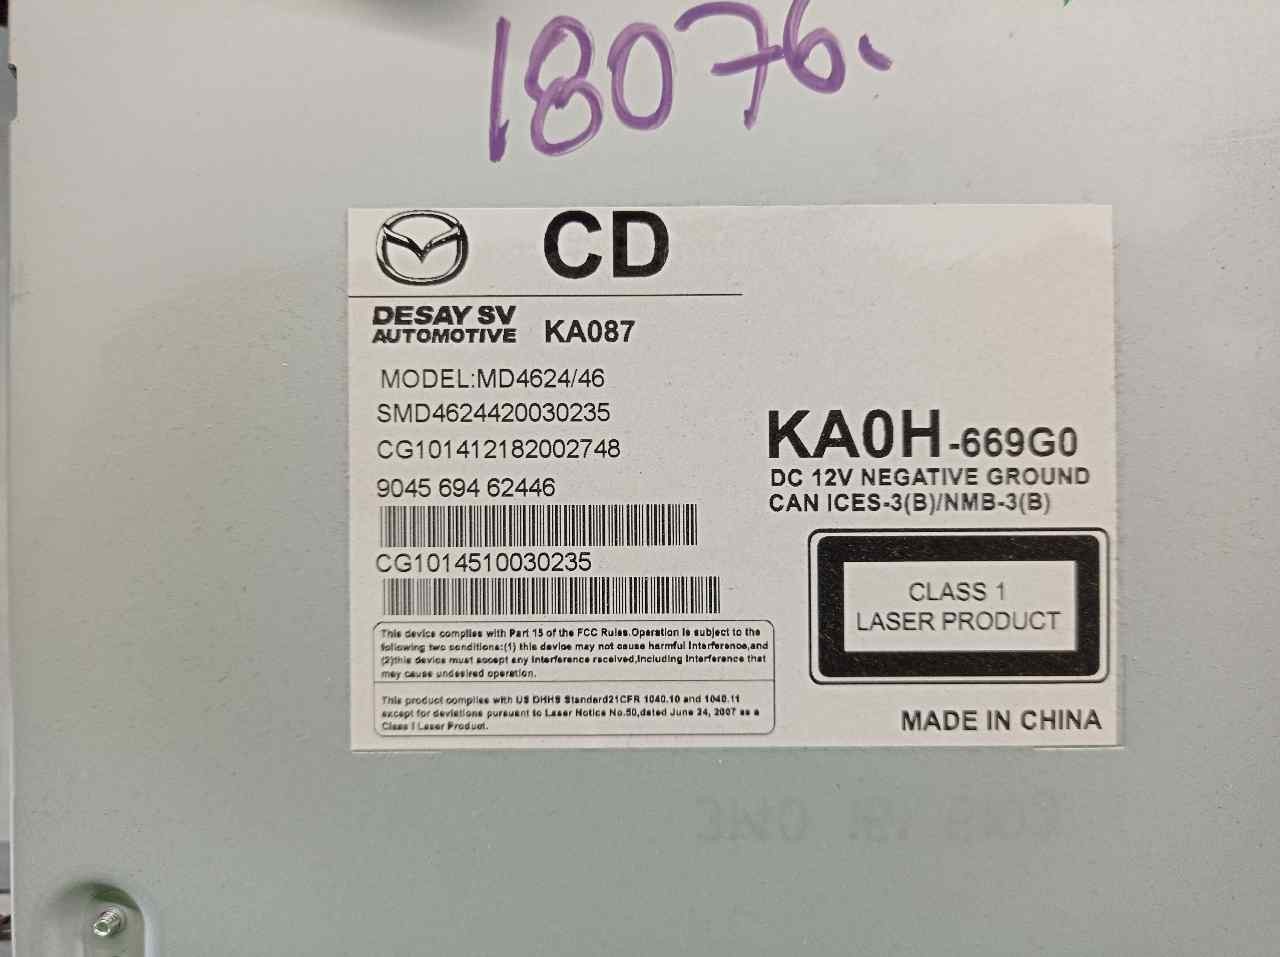 18076.
CD
DESAY SV
AUTOMOTIVE KA087
MODEL:MD4624/46
SMD4624420030235
CG101412182002748
9045 694 62446
CG1014510030235
KA0H-669G0
DC 12V NEGATIVE GROUND
CAN ICES-3(B)/NMB-3(B)
CLASS 1
LASER PRODUCT
This device complies with Part 15 of the FCC Rules.Operation is subject to the
following two sonditions:(1) this device may not cause harmful interference,and
(2)this device must accept any interference received,including interference that
may cause undesired operation.
This product complies with US DHHS Standard21CFR 1040.10 and 1040.11
except for deviations pursuant to Laser Notice No.50,dated June 24, 2007 as a
Class I Laser Product.
MADE IN CHINA